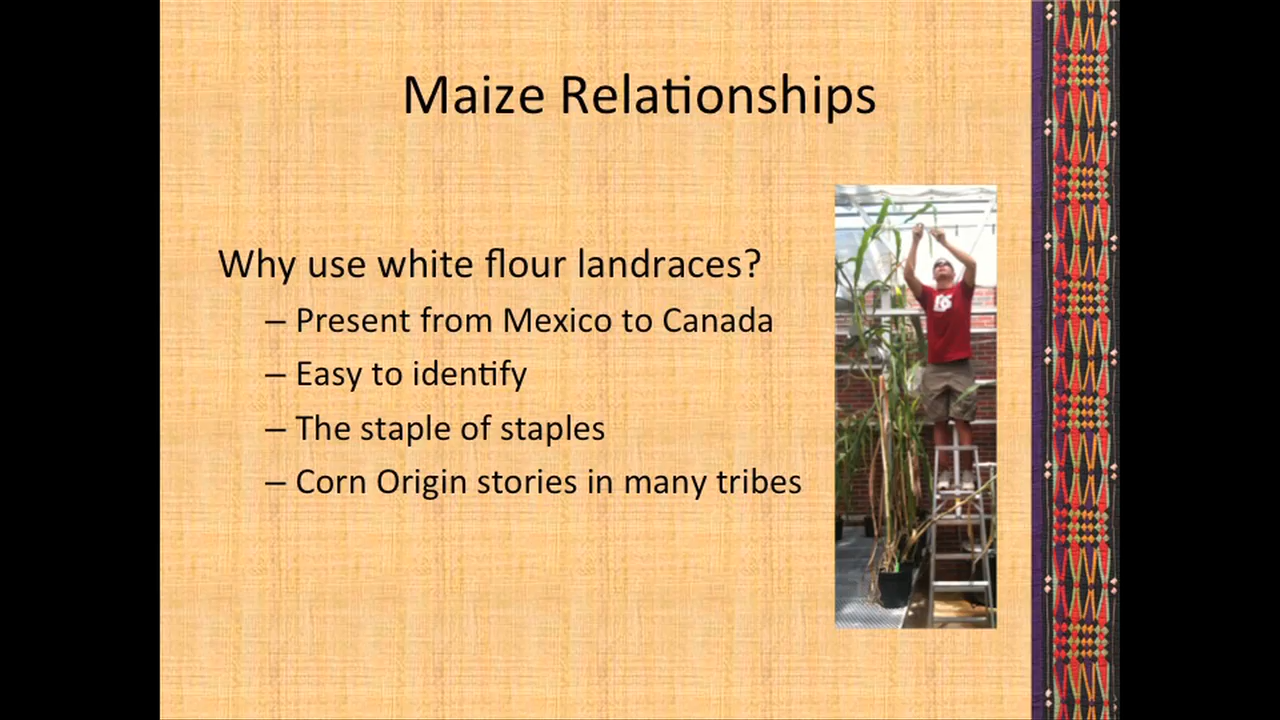 Maize Relationships
Why use white flour landraces?
– Present from Mexico to Canada
– Easy to identify
– The staple of staples
– Corn Origin stories in many tribes